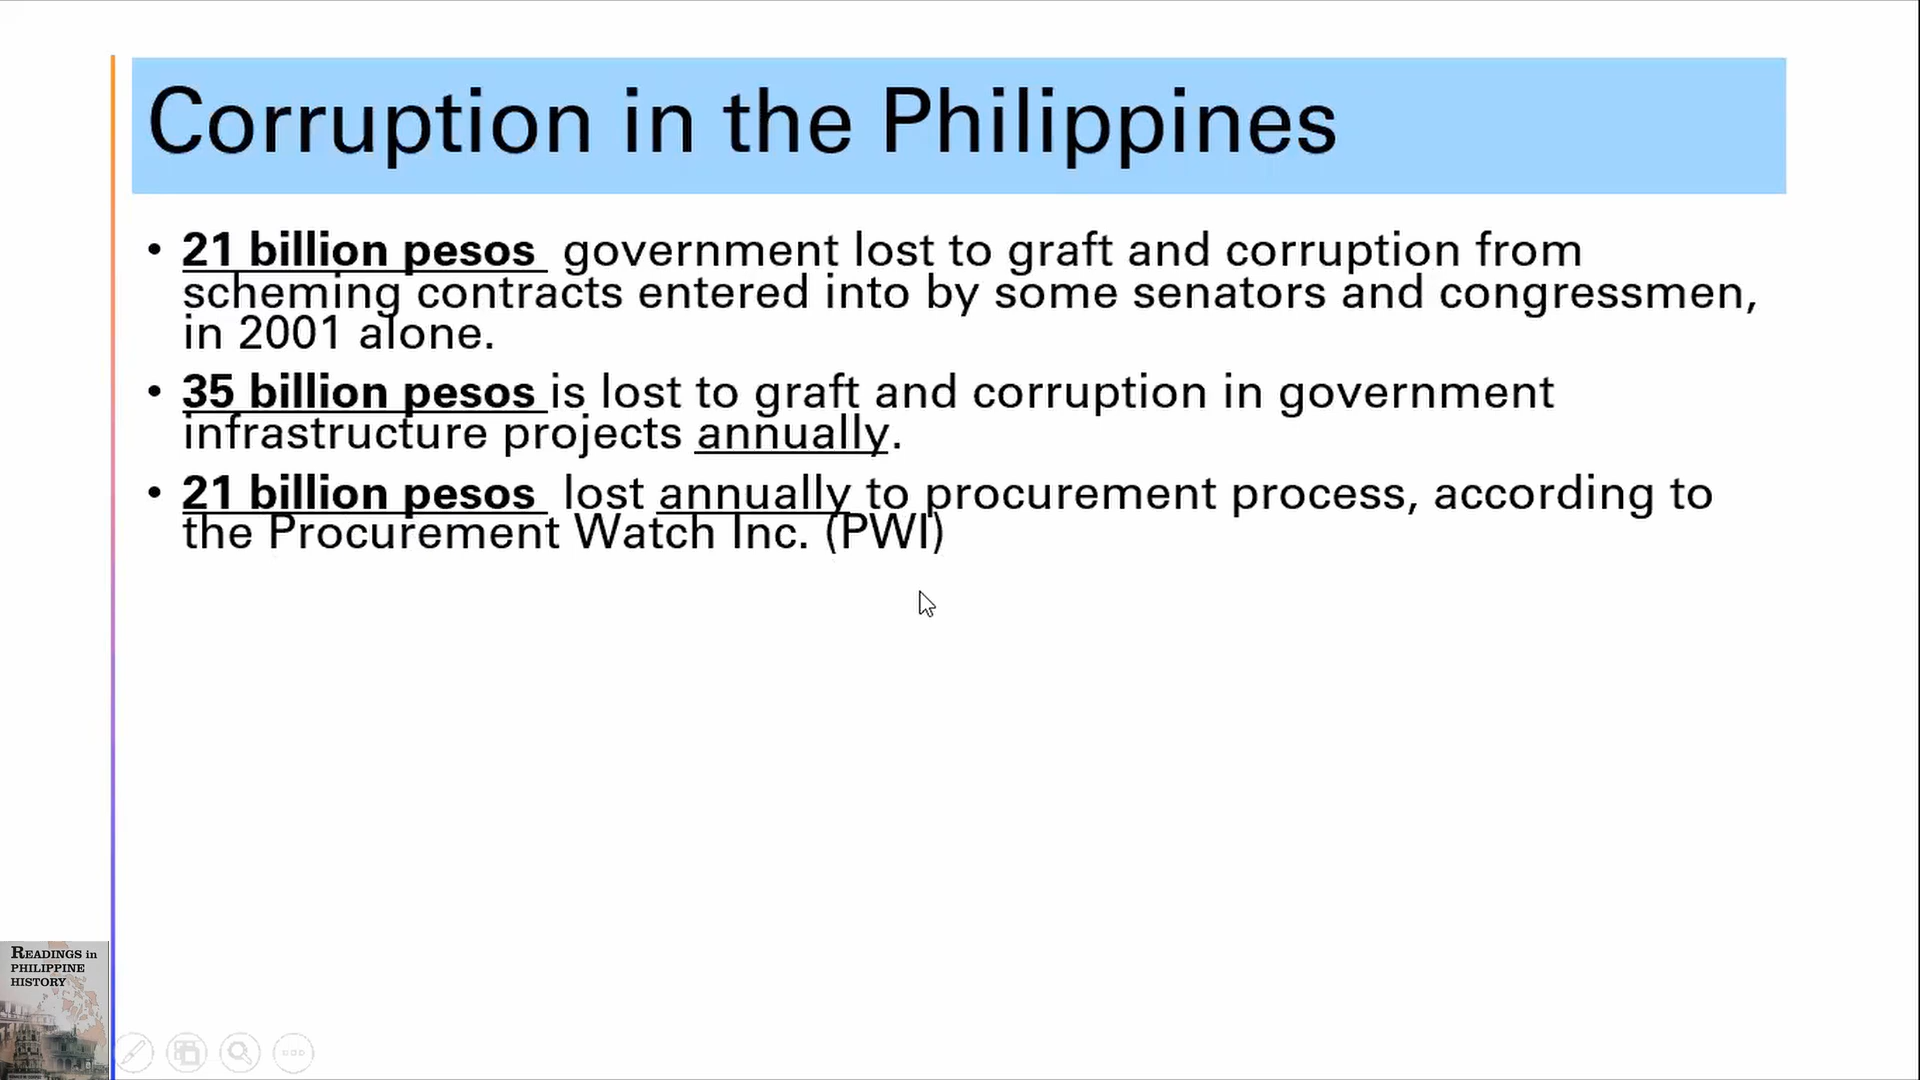 Corruption in the Philippines
• 21 billion pesos government lost to graft and corruption from
scheming contracts entered into by some senators and congressmen,
in 2001 alone.
• 35 billion pesos is lost to graft and corruption in government
infrastructure projects annually.
• 21 billion pesos lost annually to procurement process, according to
the Procurement Watch Inc. (PWI)
READINGS in
PHILIPPINE
HISTORY